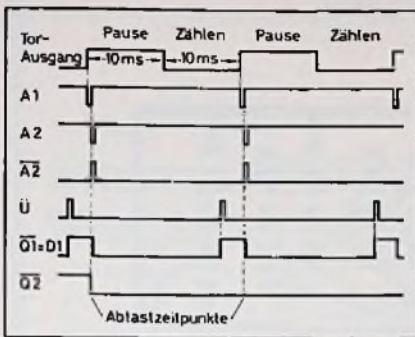 Pause Zählen Pause Zählen
Tor-
Ausgang
10ms 10ms
A1
A2
A2
Ü
Q1=D1
Q2
Abtastzeitpunkte